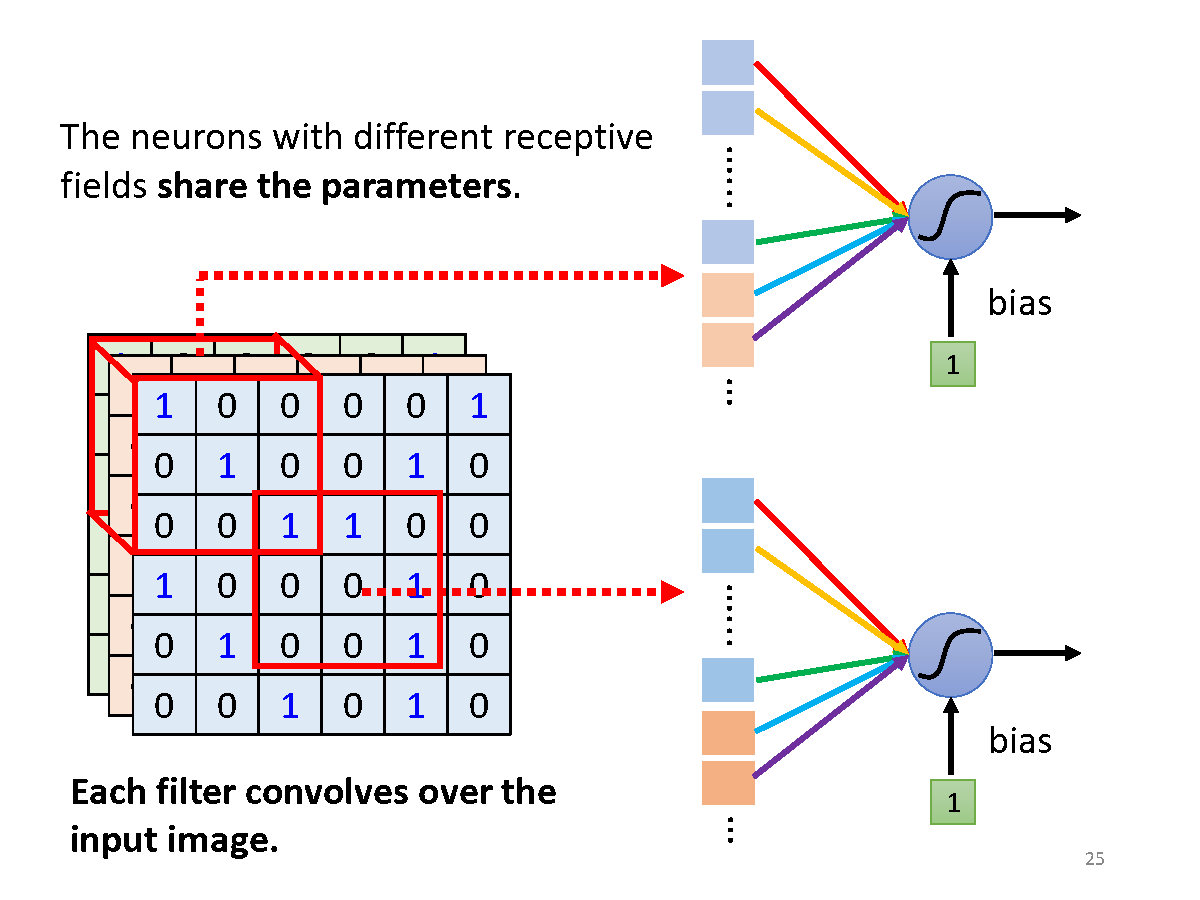 The neurons with different receptive
fields share the parameters.
bias
1
1 0 0 0 0 1
0 1 0 0 1 0
0 0 1 1 0 0
1 0 0 0 1 0
0 1 0 0 1 0
0 0 1 0 1 0
bias
1
Each filter convolves over the
input image.
25